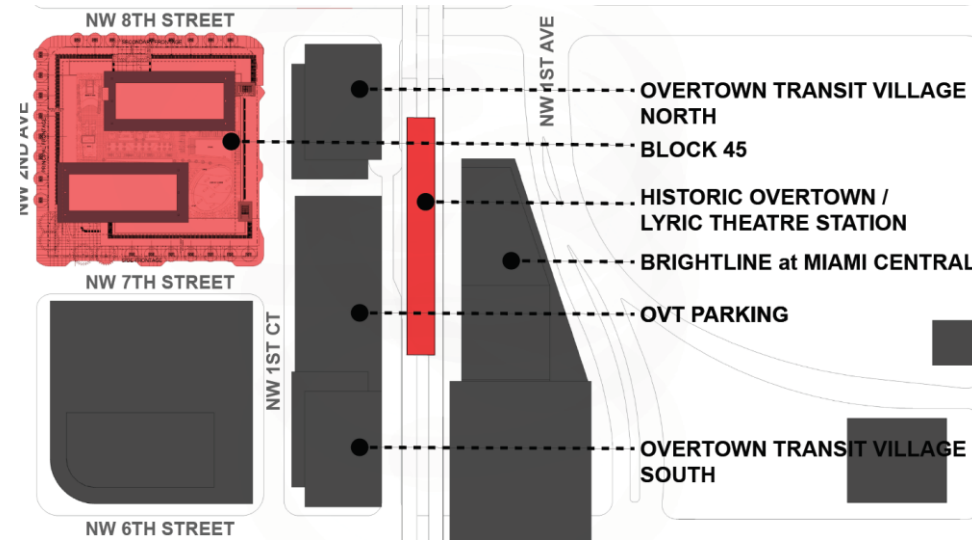 NW 8TH STREET
NW 2ND AVE
NW 1ST AVE
OVERTOWN TRANSIT VILLAGE
NORTH
BLOCK 45
HISTORIC OVERTOWN /
LYRIC THEATRE STATION
BRIGHTLINE at MIAMI CENTRAL
NW 7TH STREET
OVT PARKING
NW 1ST CT
OVERTOWN TRANSIT VILLAGE
SOUTH
NW 6TH STREET